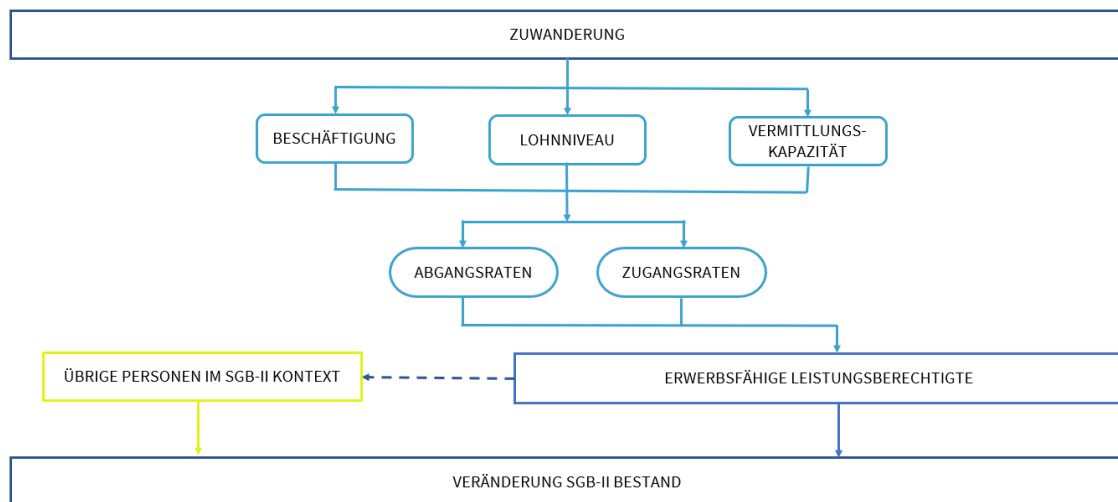 ZUWANDERUNG
BESCHÄFTIGUNG
LOHNNIVEAU
VERMITTLUNGS-
KAPAZITÄT
ABGANGSRATEN
ZUGANGSRATEN
ÜBRIGE PERSONEN IM SGB-II KONTEXT
ERWERBSFÄHIGE LEISTUNGSBERECHTIGTE
VERÄNDERUNG SGB-II BESTAND